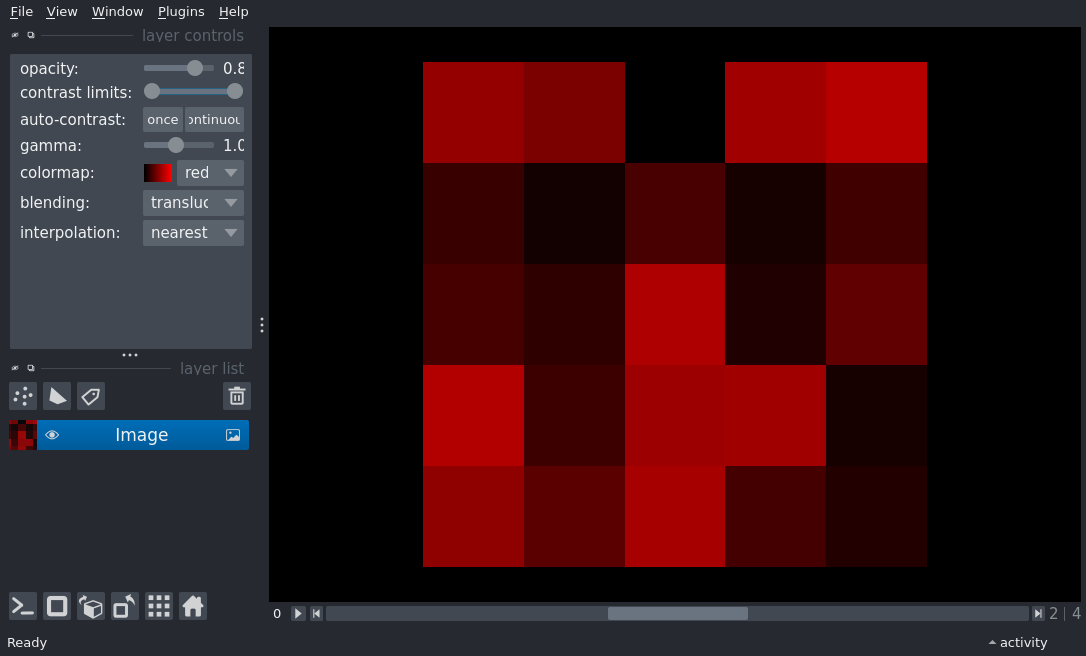 File View Window Plugins Help
layer controls
opacity: 0.8
contrast limits:
auto-contrast: once ontinuou
gamma: 1.0
colormap: red
blending: transluc
interpolation: nearest
layer list
Image
0 2 | 4
Ready activity